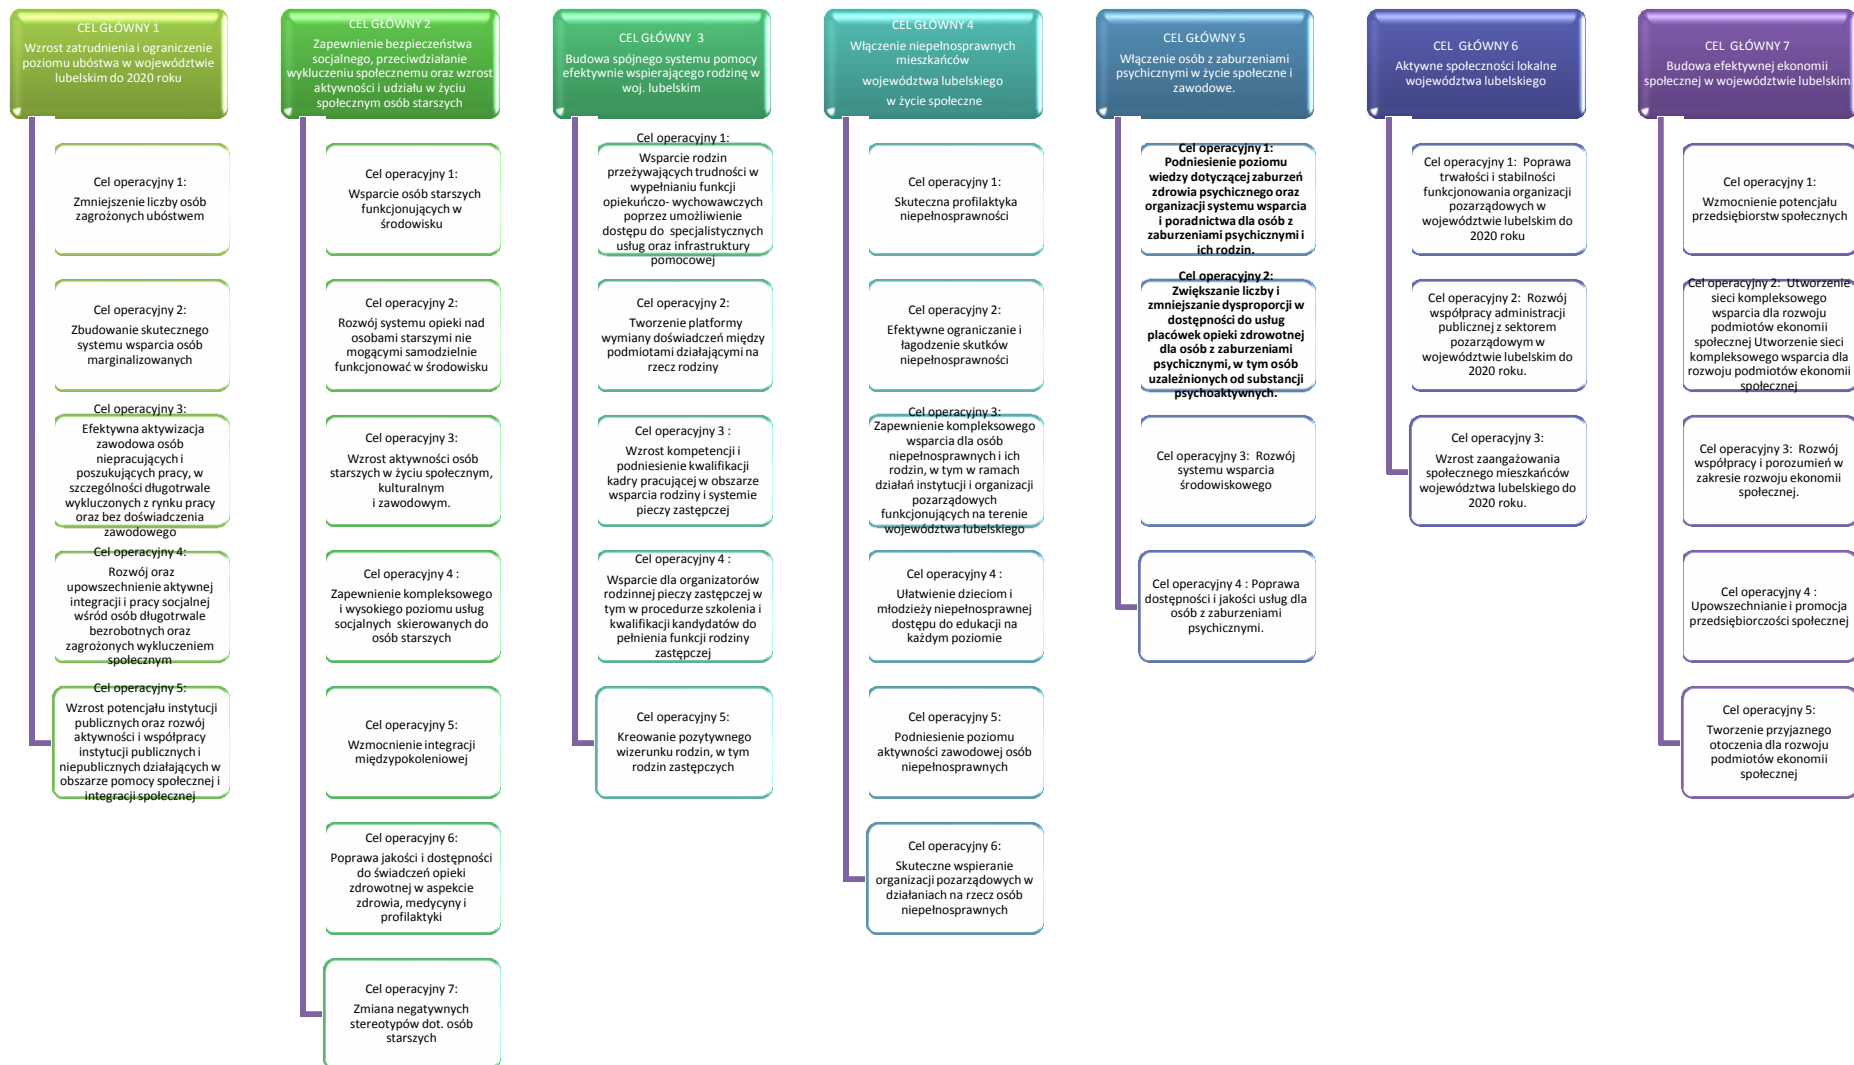 CEL GŁÓWNY 1
Wzrost zatrudnienia i ograniczenie
poziomu ubóstwa w województwie
lubelskim do 2020 roku
Cel operacyjny 1:
Zmniejszenie liczby osób
zagrożonych ubóstwem
Cel operacyjny 2:
Zbudowanie skutecznego
systemu wsparcia osób
marginalizowanych
Cel operacyjny 3:
Efektywna aktywizacja
zawodowa osób
niepracujących i
poszukujących pracy, w
szczególności długotrwale
wykluczonych z rynku pracy
oraz bez doświadczenia
zawodowego
Cel operacyjny 4:
Rozwój oraz
upowszechnienie aktywnej
integracji i pracy socjalnej
wśród osób długotrwale
bezrobotnych oraz
zagrożonych wykluczeniem
społecznym
Cel operacyjny 5:
Wzrost potencjału instytucji
publicznych oraz rozwój
aktywności i współpracy
instytucji publicznych i
niepublicznych działających w
obszarze pomocy społecznej i
integracji społecznej
CEL GŁÓWNY 2
Zapewnienie bezpieczeństwa
socjalnego, przeciwdziałanie
wykluczeniu społecznemu oraz wzrost
aktywności i udziału w życiu
społecznym osób starszych
Cel operacyjny 1:
Wsparcie osób starszych
funkcjonujących w
środowisku
Cel operacyjny 2:
Rozwój systemu opieki nad
osobami starszymi nie
mogącymi samodzielnie
funkcjonować w środowisku
Cel operacyjny 3:
Wzrost aktywności osób
starszych w życiu społecznym,
kulturalnym
i zawodowym.
Cel operacyjny 4 :
Zapewnienie kompleksowego
i wysokiego poziomu usług
socjalnych skierowanych do
osób starszych
Cel operacyjny 5:
Wzmocnienie integracji
międzypokoleniowej
Cel operacyjny 6:
Poprawa jakości i dostępności
do świadczeń opieki
zdrowotnej w aspekcie
zdrowia, medycyny i
profilaktyki
Cel operacyjny 7:
Zmiana negatywnych
stereotypów dot. osób
starszych
CEL GŁÓWNY 3
Budowa spójnego systemu pomocy
efektywnie wspierającego rodzinę w
woj. lubelskim
Cel operacyjny 1:
Wsparcie rodzin
przeżywających trudności w
wypełnianiu funkcji
opiekuńczo- wychowawczych
poprzez umożliwienie
dostępu do specjalistycznych
usług oraz infrastruktury
pomocowej
Cel operacyjny 2:
Tworzenie platformy
wymiany doświadczeń między
podmiotami działającymi na
rzecz rodziny
Cel operacyjny 3 :
Wzrost kompetencji i
podniesienie kwalifikacji
kadry pracującej w obszarze
wsparcia rodziny i systemie
pieczy zastępczej
Cel operacyjny 4 :
Wsparcie dla organizatorów
rodzinnej pieczy zastępczej w
tym w procedurze szkolenia i
kwalifikacji kandydatów do
pełnienia funkcji rodziny
zastępczej
Cel operacyjny 5:
Kreowanie pozytywnego
wizerunku rodzin, w tym
rodzin zastępczych
CEL GŁÓWNY 4
Włączenie niepełnosprawnych
mieszkańców
województwa lubelskiego
w życie społeczne
Cel operacyjny 1:
Skuteczna profilaktyka
niepełnosprawności
Cel operacyjny 2:
Efektywne ograniczanie i
łagodzenie skutków
niepełnosprawności
Cel operacyjny 3:
Zapewnienie kompleksowego
wsparcia dla osób
niepełnosprawnych i ich
rodzin, w tym w ramach
działań instytucji i organizacji
pozarządowych
funkcjonujących na terenie
województwa lubelskiego
Cel operacyjny 4 :
Ułatwienie dzieciom i
młodzieży niepełnosprawnej
dostępu do edukacji na
każdym poziomie
Cel operacyjny 5:
Podniesienie poziomu
aktywności zawodowej osób
niepełnosprawnych
Cel operacyjny 6:
Skuteczne wspieranie
organizacji pozarządowych w
działaniach na rzecz osób
niepełnosprawnych
CEL GŁÓWNY 5
Włączenie osób z zaburzeniami
psychicznymi w życie społeczne i
zawodowe.
Cel operacyjny 1:
Podniesienie poziomu
wiedzy dotyczącej zaburzeń
zdrowia psychicznego oraz
organizacji systemu wsparcia
i poradnictwa dla osób z
zaburzeniami psychicznymi i
ich rodzin.
Cel operacyjny 2:
Zwiększanie liczby i
zmniejszanie dysproporcji w
dostępności do usług
placówek opieki zdrowotnej
dla osób z zaburzeniami
psychicznymi, w tym osób
uzależnionych od substancji
psychoaktywnych.
Cel operacyjny 3: Rozwój
systemu wsparcia
środowiskowego
Cel operacyjny 4 : Poprawa
dostępności i jakości usług dla
osób z zaburzeniami
psychicznymi.
CEL GŁÓWNY 6
Aktywne społeczności lokalne
województwa lubelskiego
Cel operacyjny 1: Poprawa
trwałości i stabilności
funkcjonowania organizacji
pozarządowych w
województwie lubelskim do
2020 roku
Cel operacyjny 2: Rozwój
współpracy administracji
publicznej z sektorem
pozarządowym w
województwie lubelskim do
2020 roku.
Cel operacyjny 3:
Wzrost zaangażowania
społecznego mieszkańców
województwa lubelskiego do
2020 roku.
CEL GŁÓWNY 7
Budowa efektywnej ekonomii
społecznej w województwie lubelskim
Cel operacyjny 1:
Wzmocnienie potencjału
przedsiębiorstw społecznych
Cel operacyjny 2: Utworzenie
sieci kompleksowego
wsparcia dla rozwoju
podmiotów ekonomii
społecznej Utworzenie sieci
kompleksowego wsparcia dla
rozwoju podmiotów ekonomii
społecznej
Cel operacyjny 3: Rozwój
współpracy i porozumień w
zakresie rozwoju ekonomii
społecznej.
Cel operacyjny 4 :
Upowszechnianie i promocja
przedsiębiorczości społecznej
Cel operacyjny 5:
Tworzenie przyjaznego
otoczenia dla rozwoju
podmiotów ekonomii
społecznej